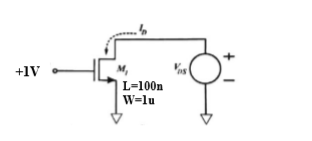 I_D
+1V
M_1
V_DS
+
−
L=100n
W=1u